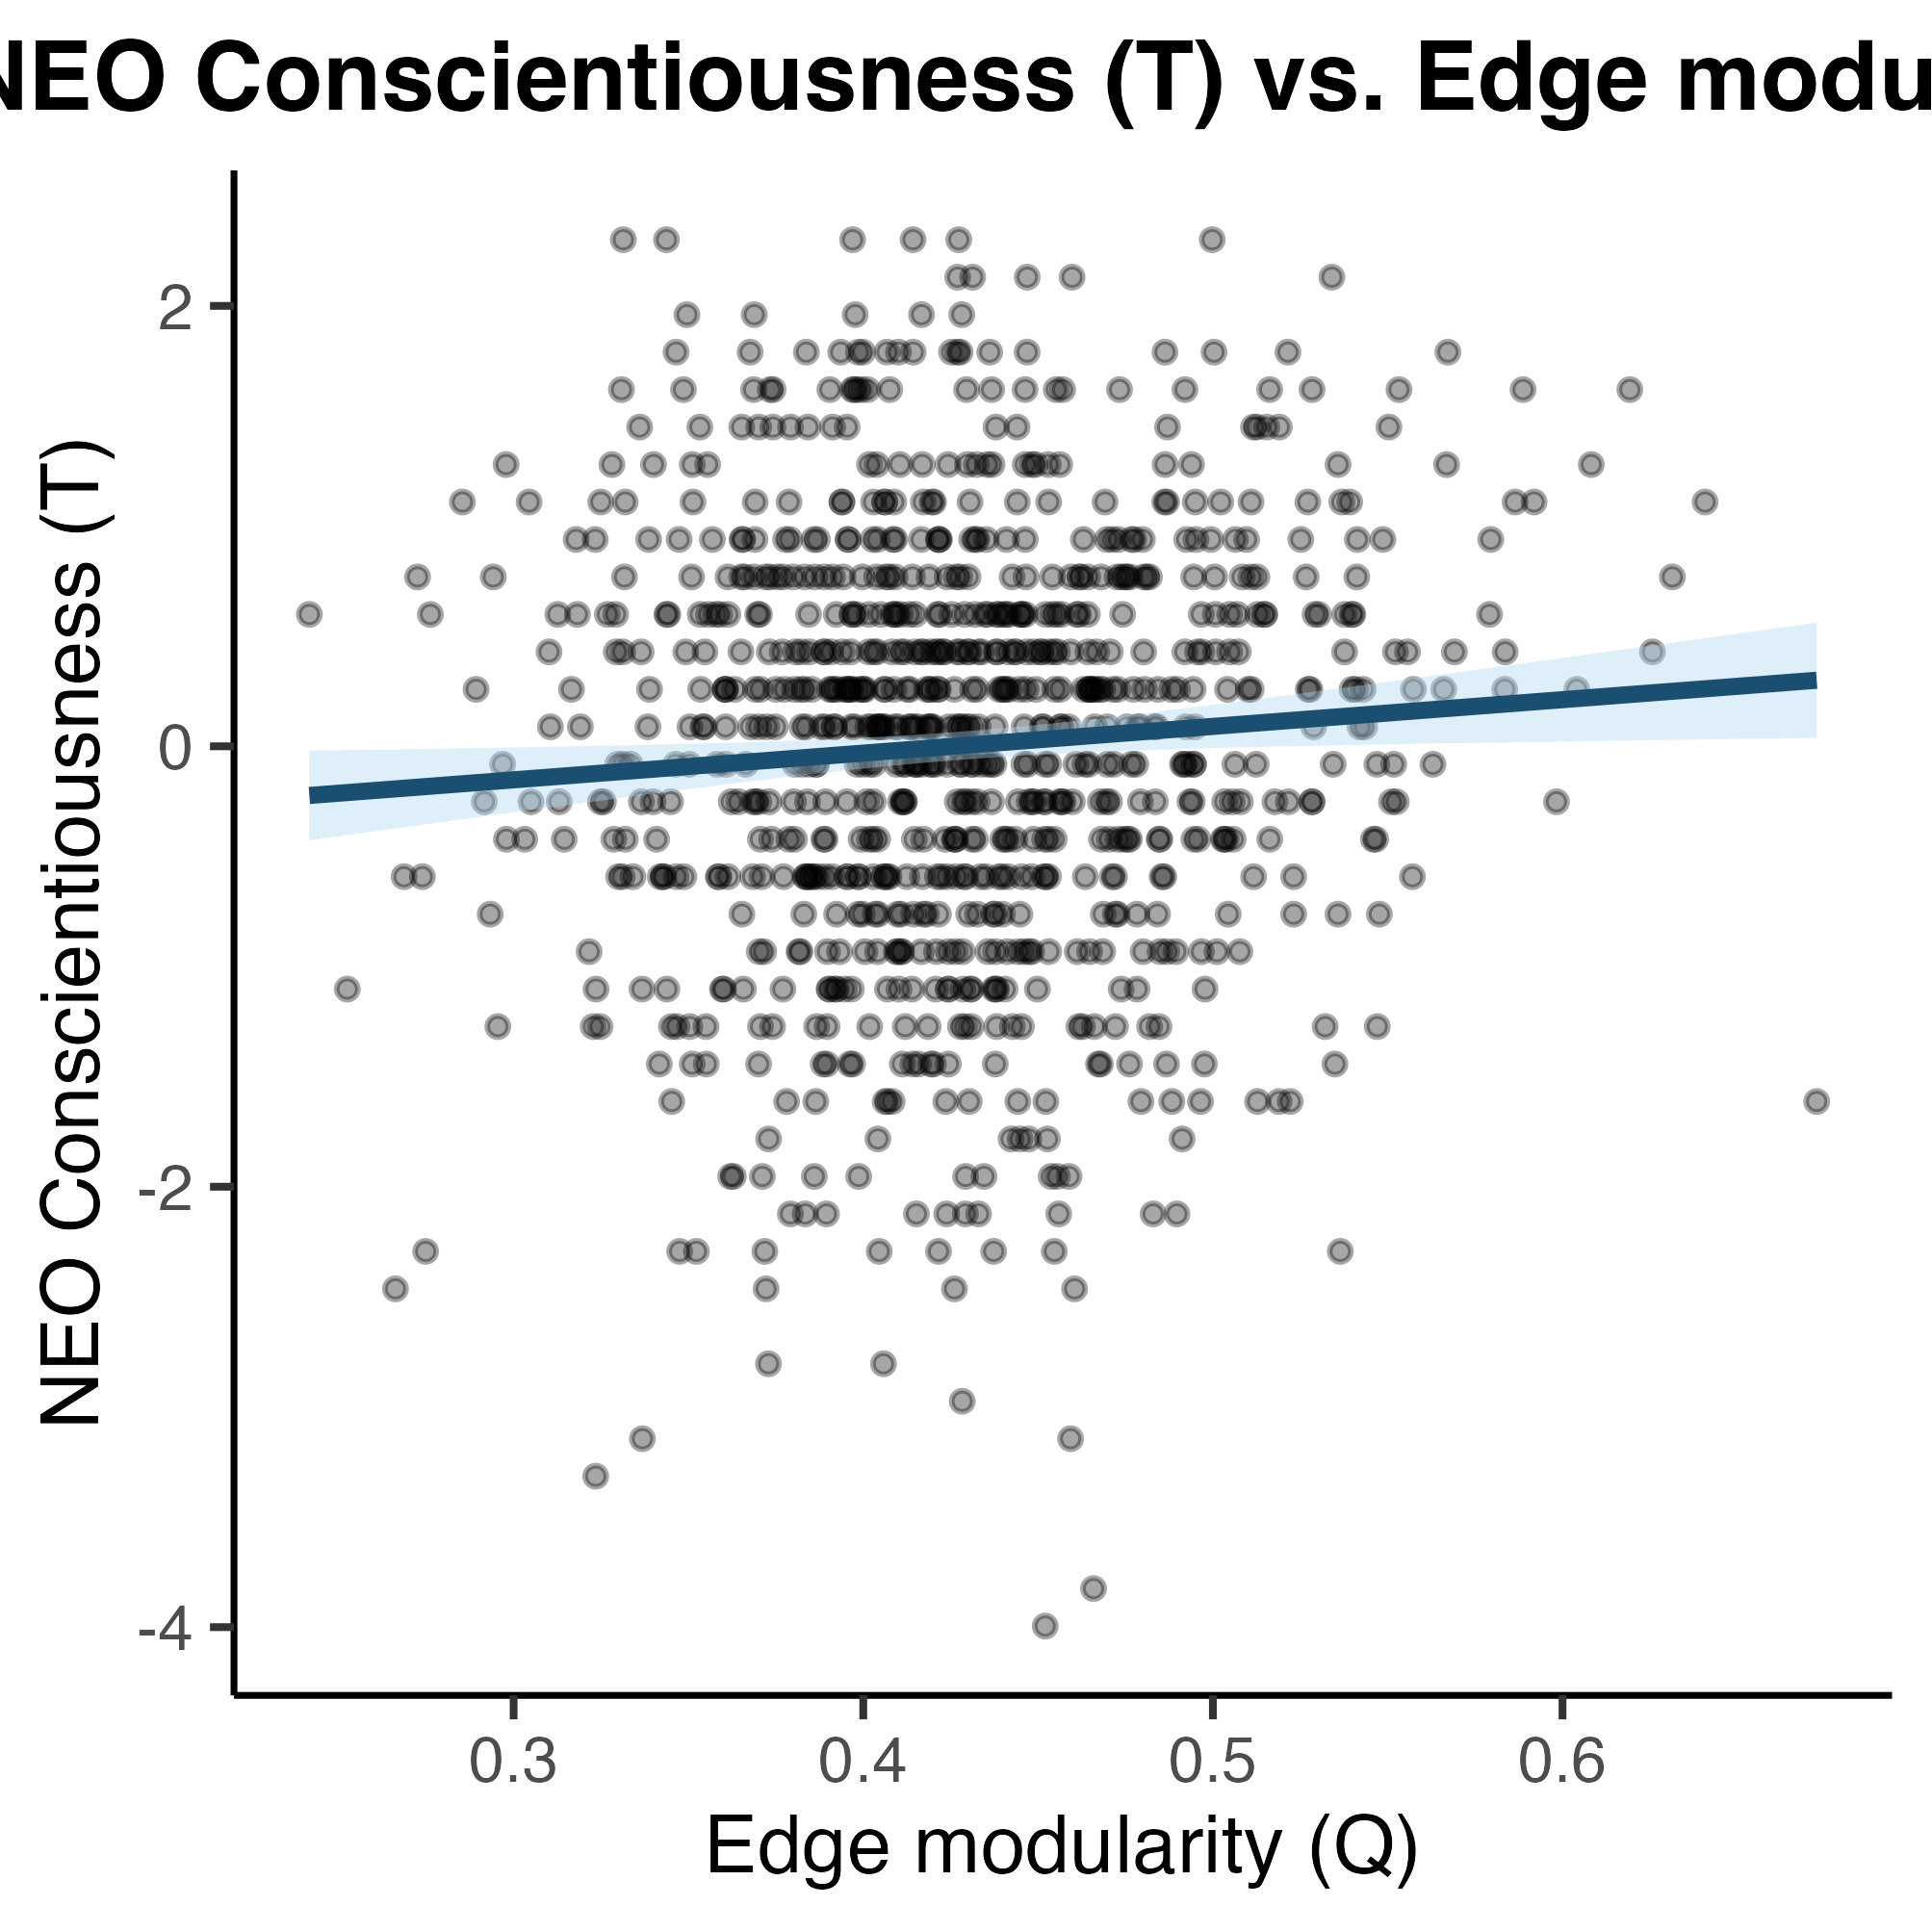 NEO Conscientiousness (T) vs. Edge modu
NEO Conscientiousness (T)
2
0
-2
-4
0.3 0.4 0.5 0.6
Edge modularity (Q)